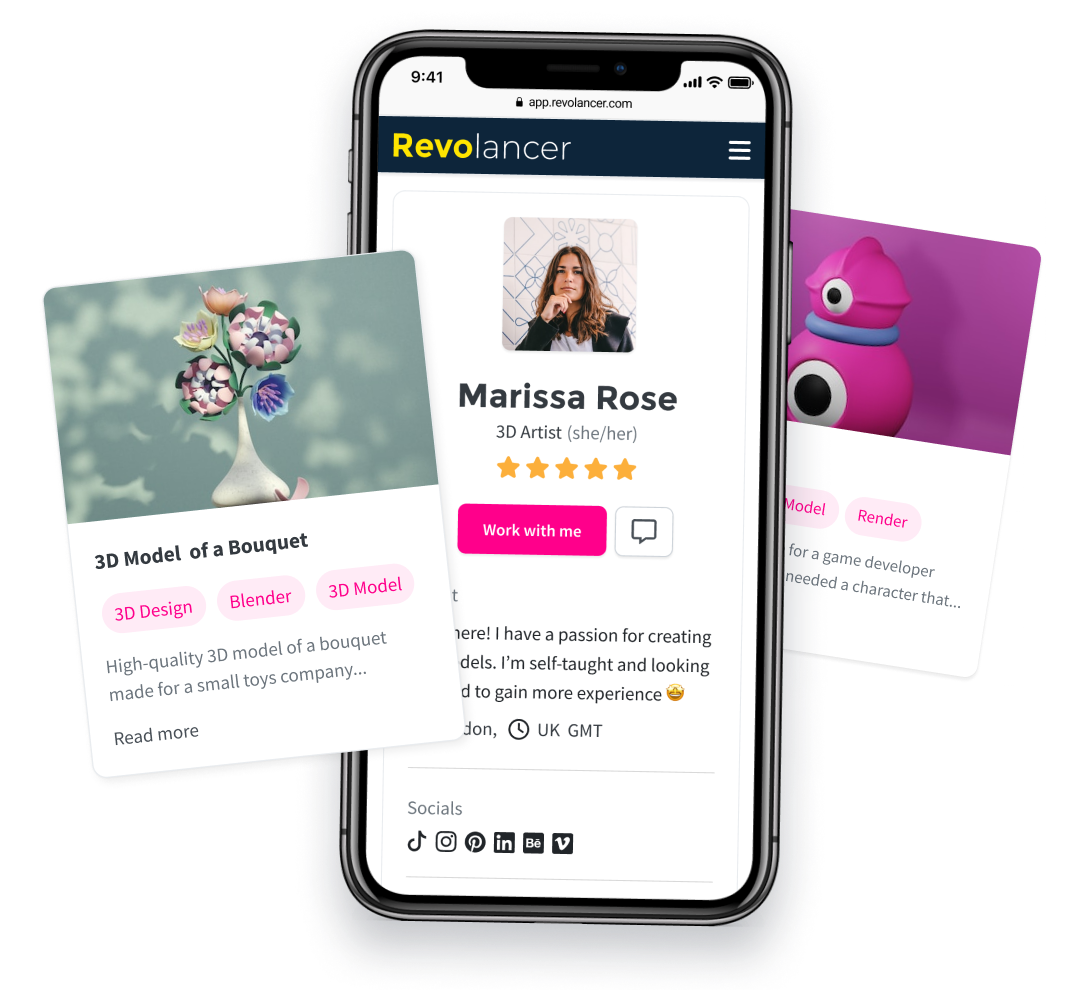 9:41
app.revolancer.com
Revolancer
Marissa Rose
3D Artist (she/her)
Work with me
here! I have a passion for creating
I’m self-taught and looking
to gain more experience 🤩
UK GMT
Socials
Bē
3D Model of a Bouquet
3D Design
Blender
3D Model
High-quality 3D model of a bouquet
made for a small toys company...
Read more
Model
Render
for a game developer
needed a character that...